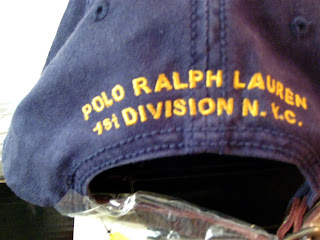 POLO RALPH LAUREN
1st DIVISION N.Y.C.